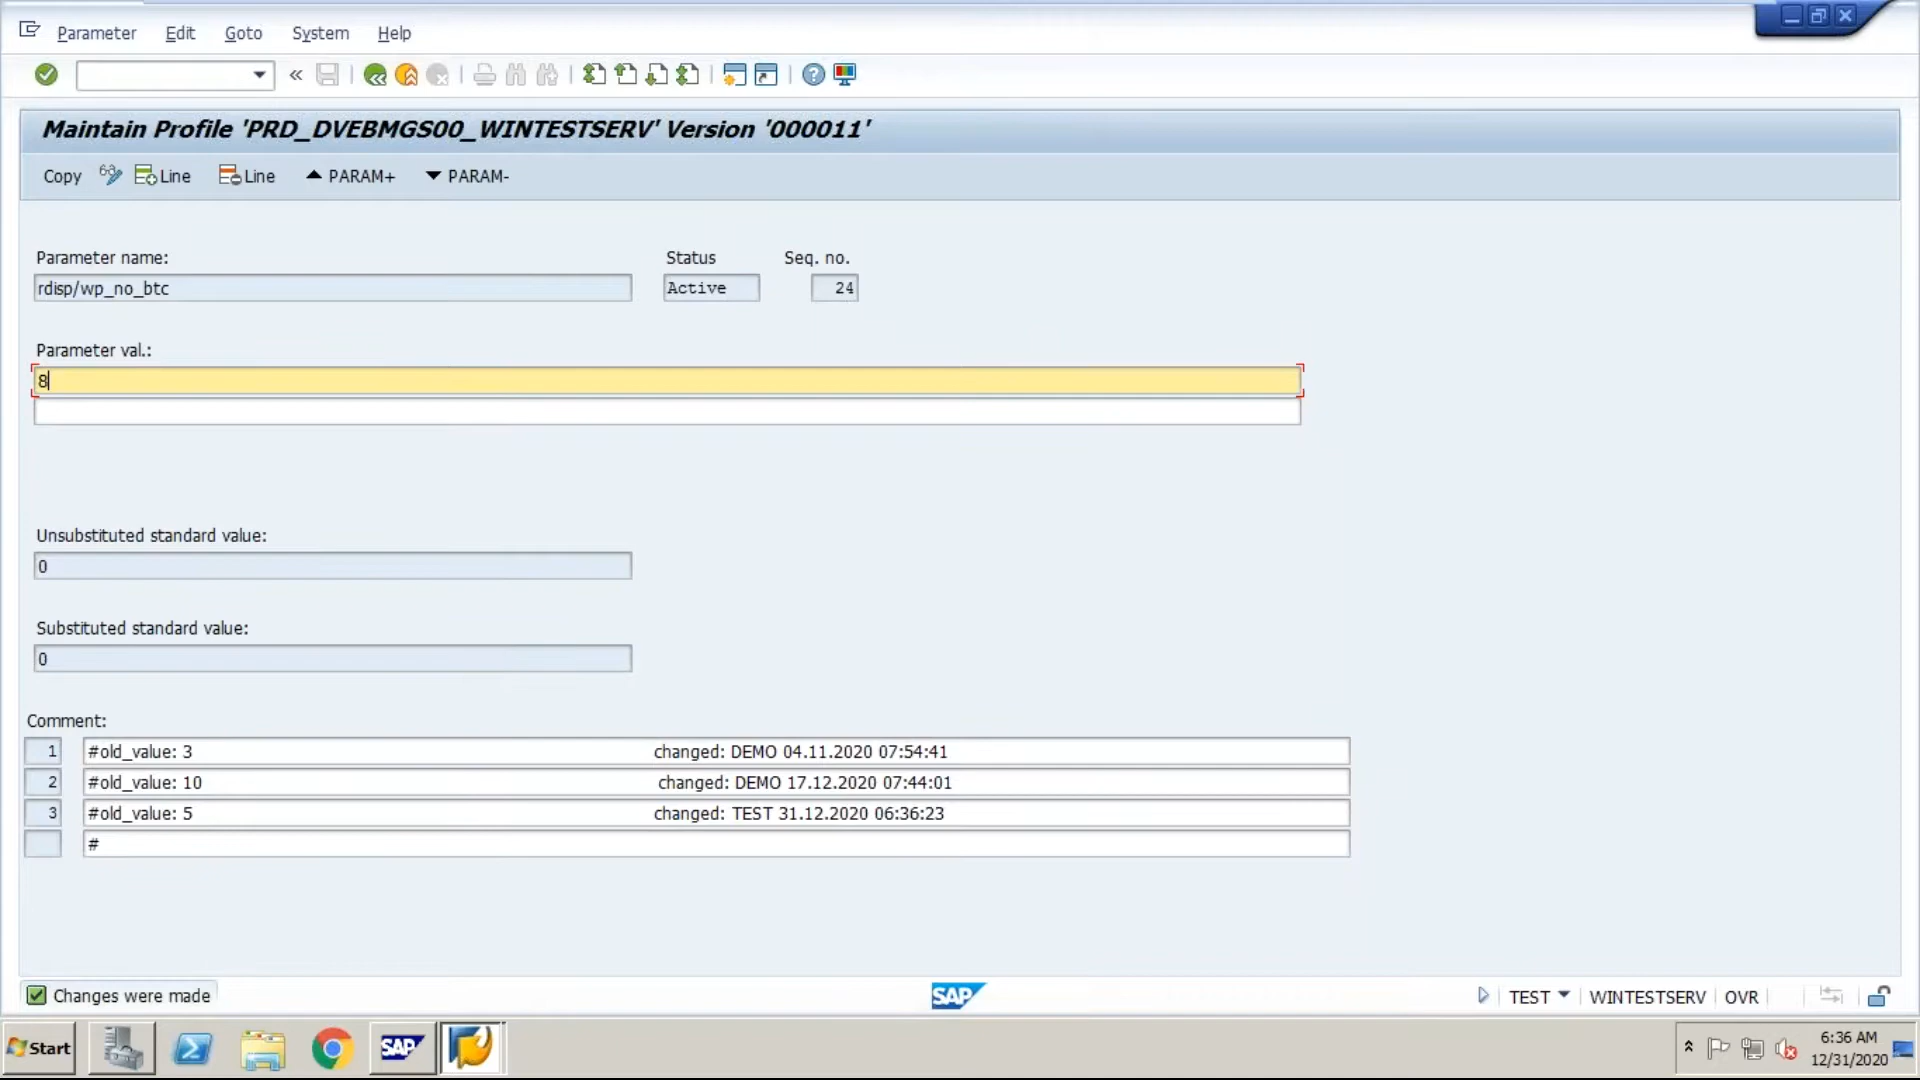 Parameter Edit Goto System Help
Maintain Profile 'PRD_DVEBMGS00_WINTESTSERV' Version '000011'
Copy Line Line PARAM+ PARAM-
Parameter name: Status Seq. no.
rdisp/wp_no_btc Active 24
Parameter val.:
8
Unsubstituted standard value:
0
Substituted standard value:
0
Comment:
1 #old_value: 3 changed: DEMO 04.11.2020 07:54:41
2 #old_value: 10 changed: DEMO 17.12.2020 07:44:01
3 #old_value: 5 changed: TEST 31.12.2020 06:36:23
#
Changes were made SAP TEST WINTESTSERV OVR
Start SAP 6:36 AM
12/31/2020